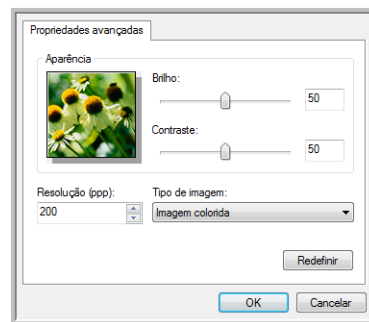 Propriedades avançadas
Aparência
Brilho:
50
Contraste:
50
Resolução (ppp):
Tipo de imagem:
200
Imagem colorida
Redefinir
OK
Cancelar